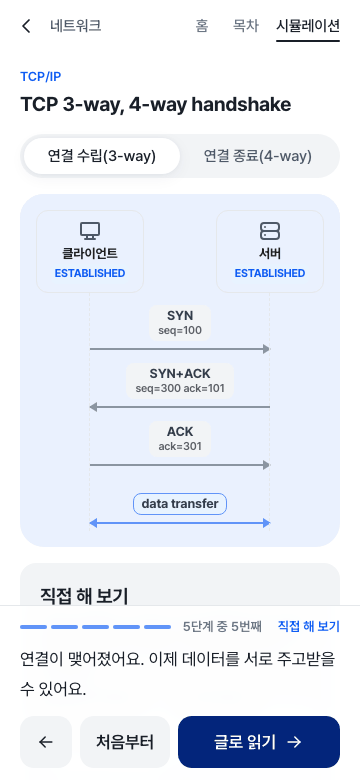 네트워크 홈 목차 시뮬레이션
TCP/IP
TCP 3-way, 4-way handshake
연결 수립(3-way) 연결 종료(4-way)
클라이언트 서버
ESTABLISHED ESTABLISHED
SYN
seq=100
SYN+ACK
seq=300 ack=101
ACK
ack=301
data transfer
직접 해 보기
5단계 중 5번째 직접 해 보기
연결이 맺어졌어요. 이제 데이터를 서로 주고받을
수 있어요.
처음부터 글로 읽기